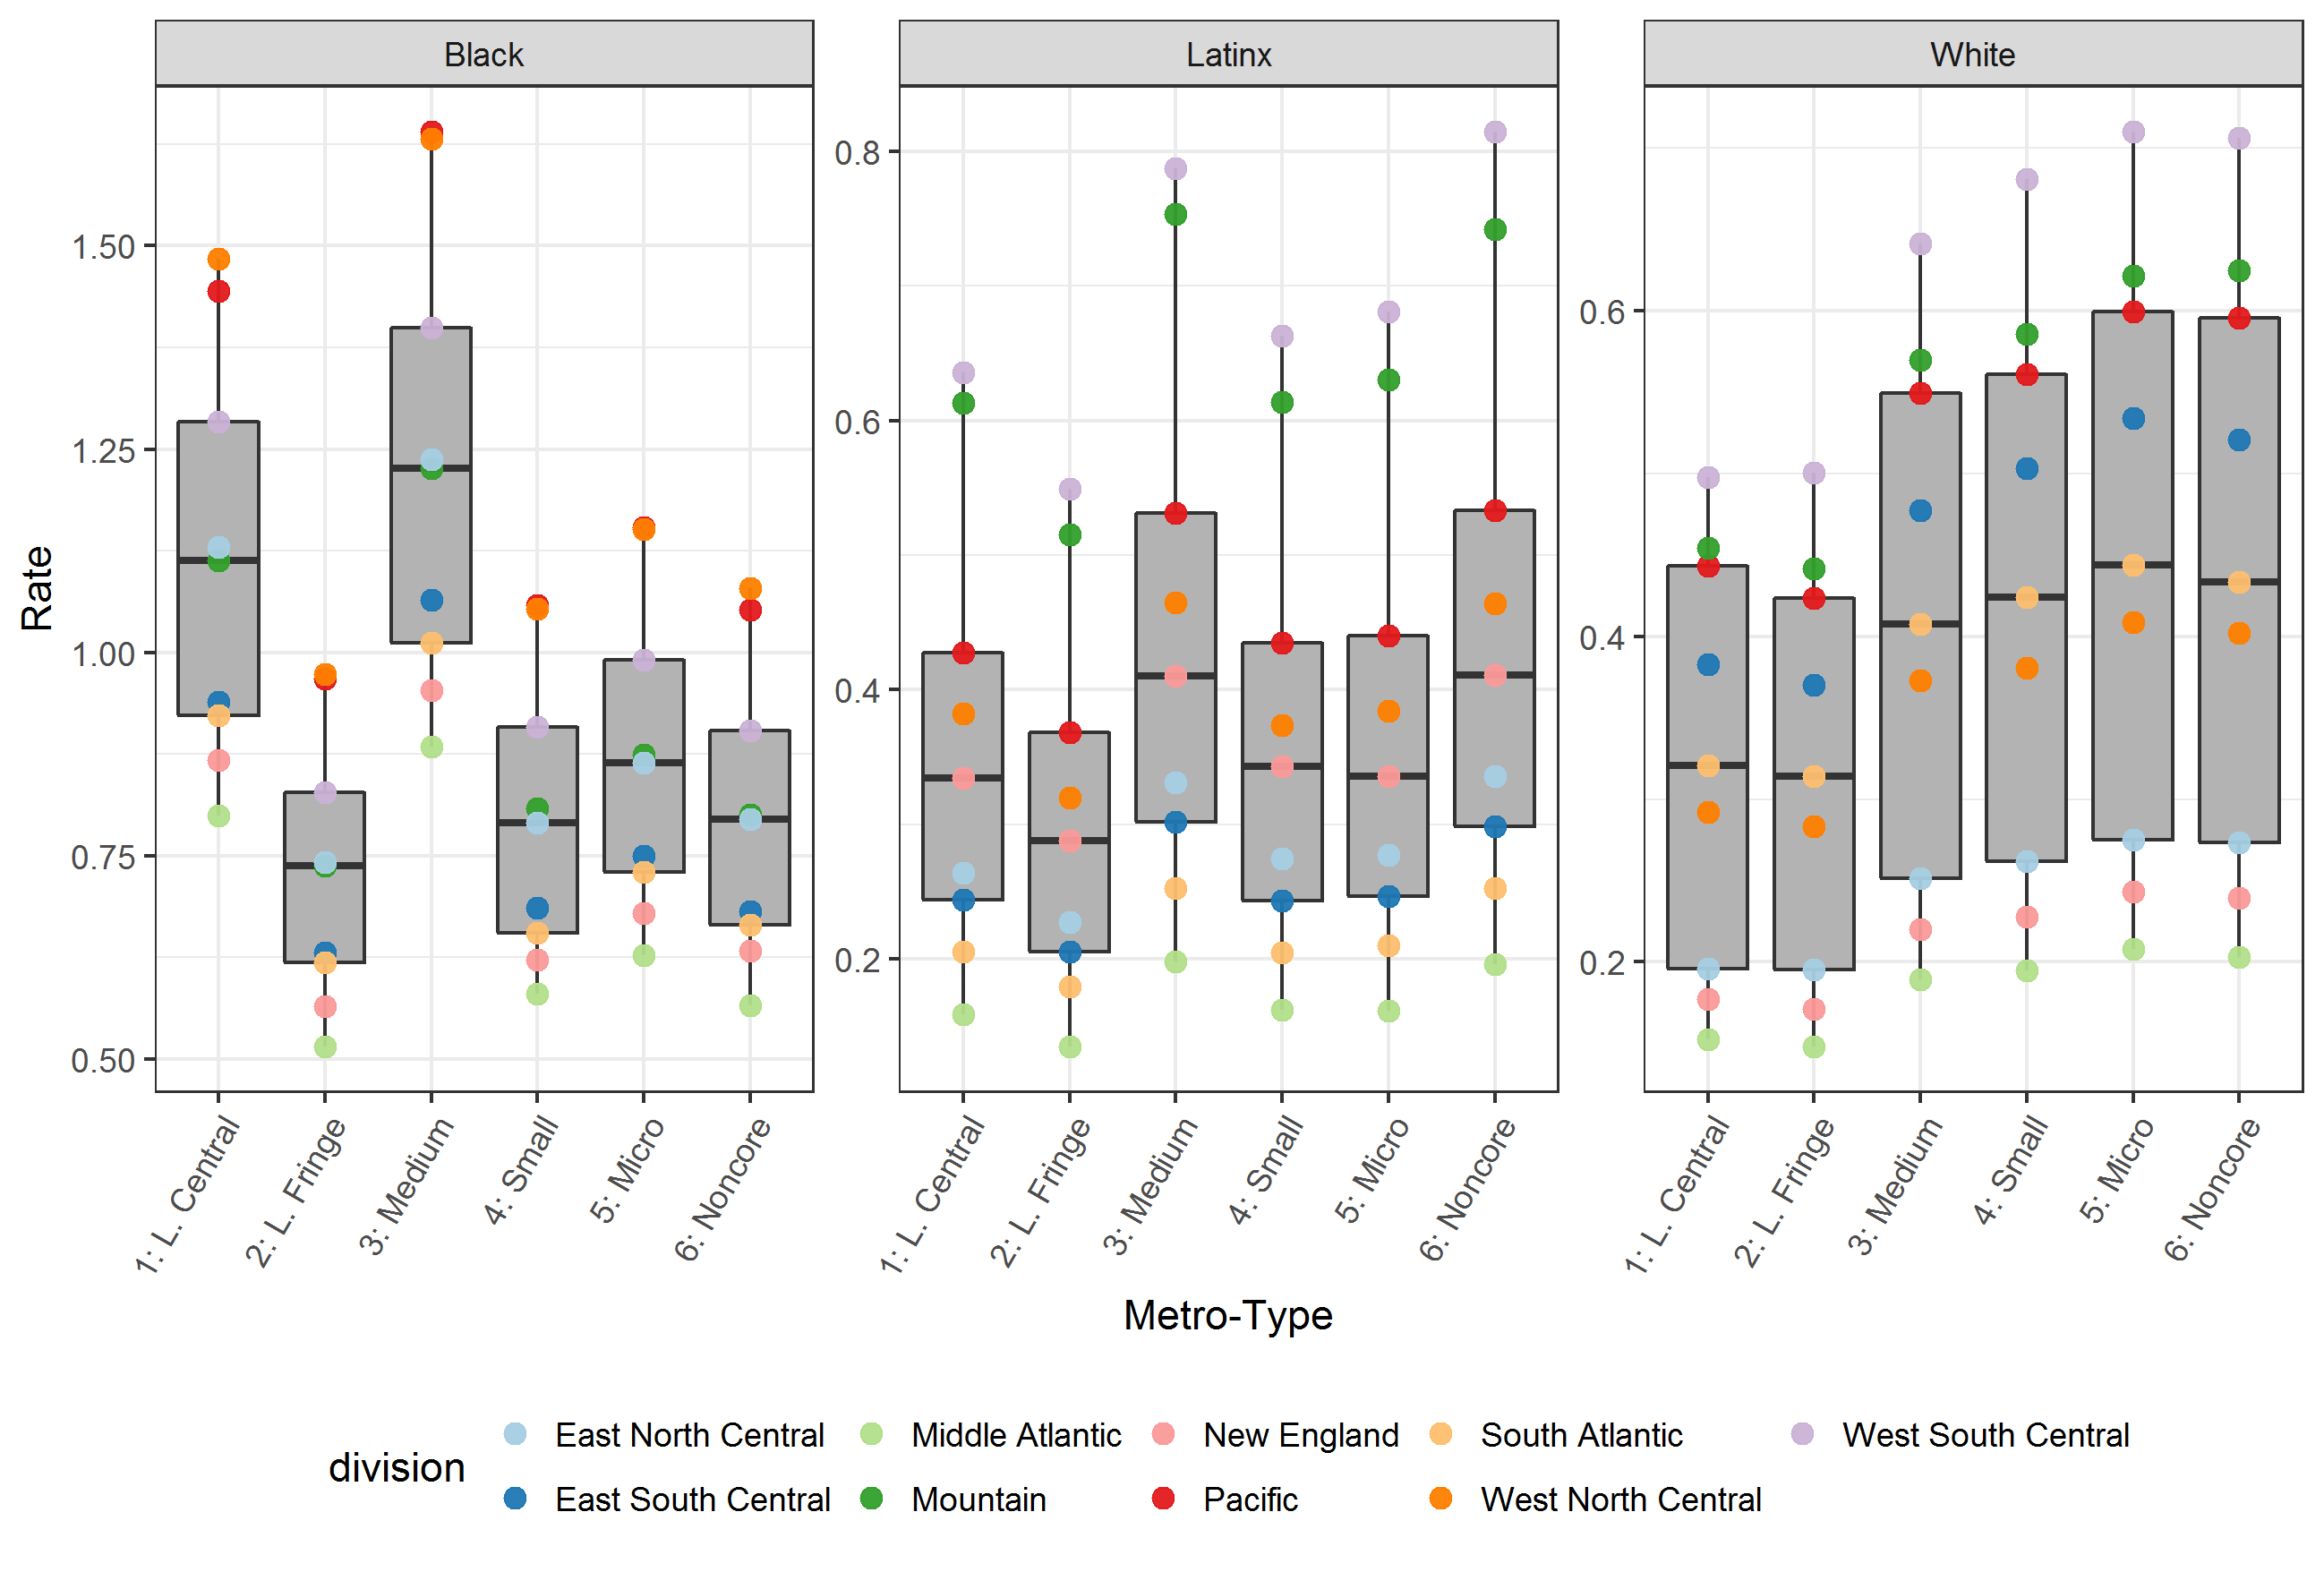 Black Latinx White
Rate
1.50
1.25
1.00
0.75
0.50
0.8
0.6
0.4
0.2
0.6
0.4
0.2
1: L. Central
2: L. Fringe
3: Medium
4: Small
5: Micro
6: Noncore
1: L. Central
2: L. Fringe
3: Medium
4: Small
5: Micro
6: Noncore
1: L. Central
2: L. Fringe
3: Medium
4: Small
5: Micro
6: Noncore
Metro-Type
division
East North Central Middle Atlantic New England South Atlantic West South Central
East South Central Mountain Pacific West North Central